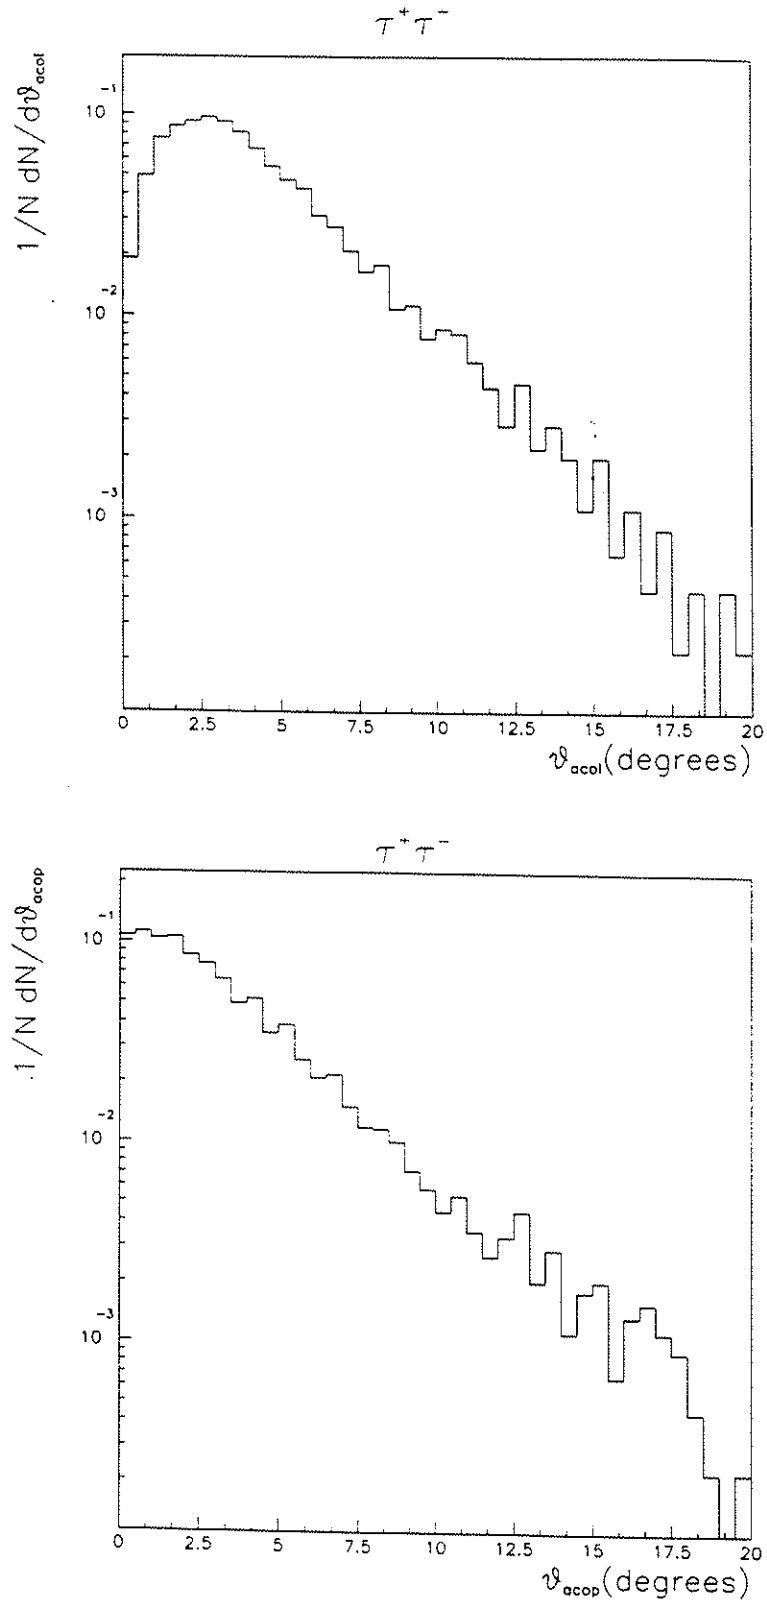 τ⁺τ⁻
1/N dN/dϑacol
10⁻¹
10⁻²
10⁻³
0 2.5 5 7.5 10 12.5 15 17.5 20
ϑacol(degrees)
τ⁺τ⁻
1/N dN/dϑacop
10⁻¹
10⁻²
10⁻³
0 2.5 5 7.5 10 12.5 15 17.5 20
ϑacop(degrees)